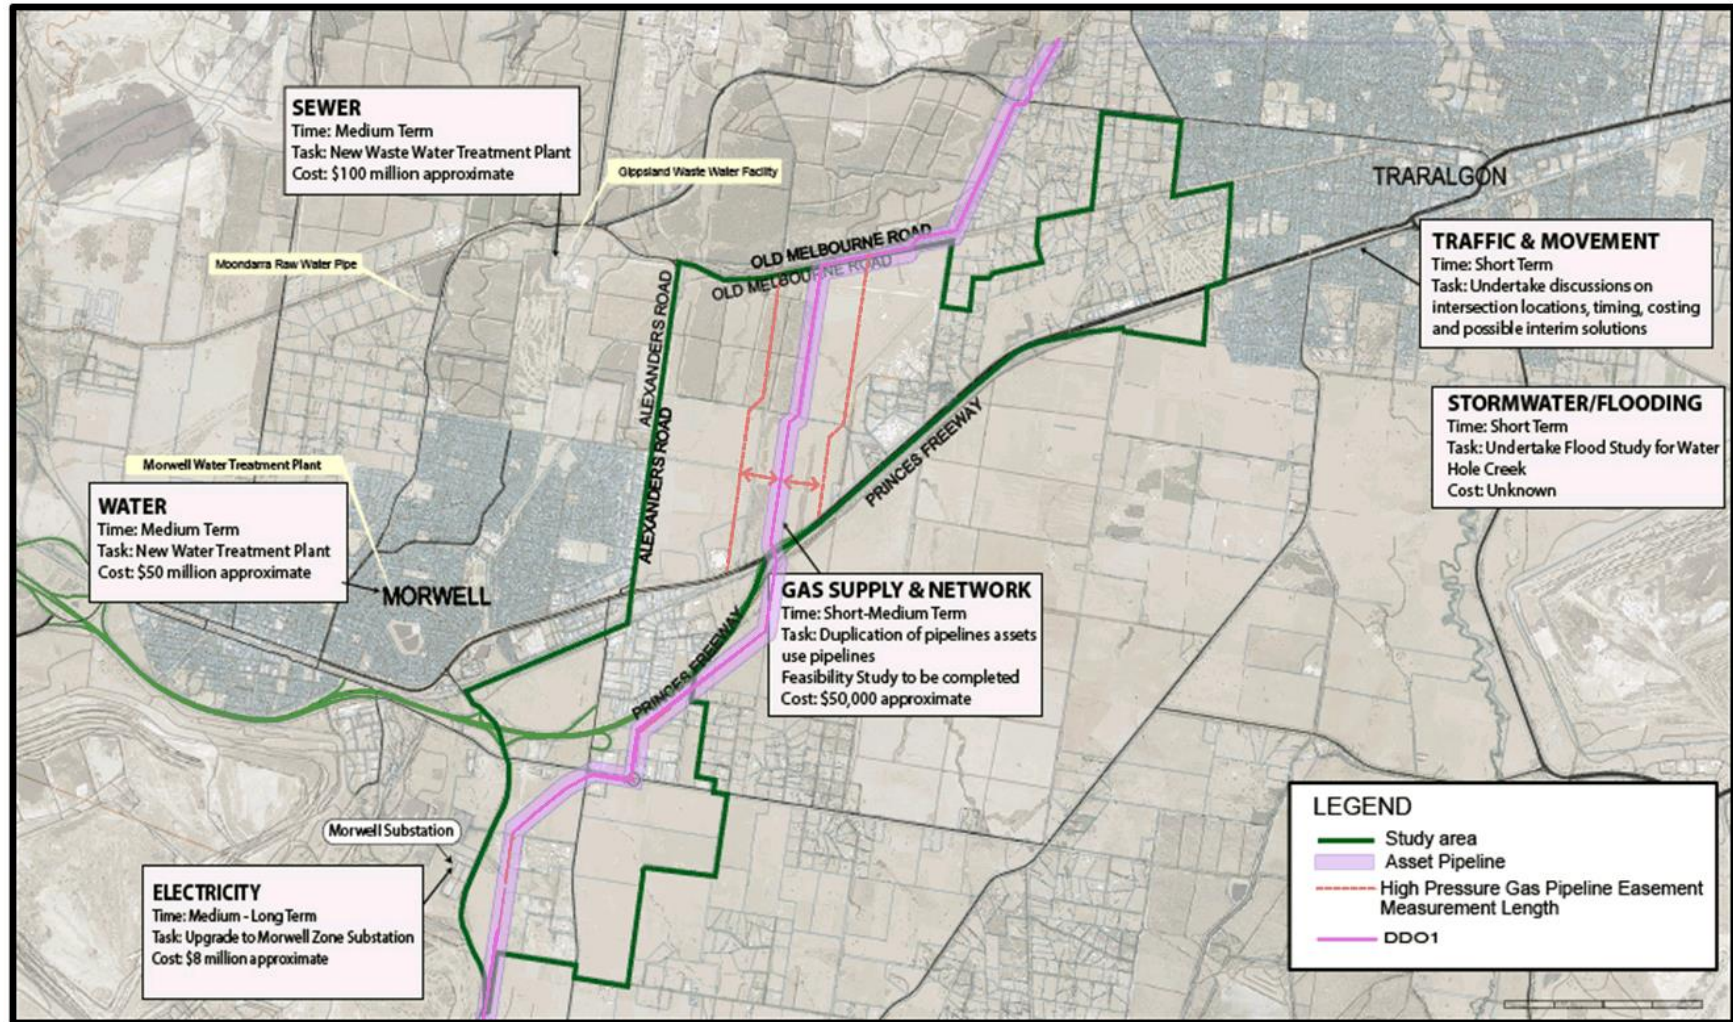 SEWER
Time: Medium Term
Task: New Waste Water Treatment Plant
Cost: $100 million approximate
Gippsland Waste Water Facility
TRARALGON
TRAFFIC & MOVEMENT
Time: Short Term
Task: Undertake discussions on
intersection locations, timing, costing
and possible interim solutions
Moondarra Raw Water Pipe
OLD MELBOURNE ROAD
OLD MELBOURNE ROAD
ALEXANDERS ROAD
ALEXANDERS ROAD
STORMWATER/FLOODING
Time: Short Term
Task: Undertake Flood Study for Water
Hole Creek
Cost: Unknown
PRINCES FREEWAY
Morwell Water Treatment Plant
WATER
Time: Medium Term
Task: New Water Treatment Plant
Cost: $50 million approximate
MORWELL
GAS SUPPLY & NETWORK
Time: Short-Medium Term
Task: Duplication of pipelines assets
use pipelines
Feasibility Study to be completed
Cost: $50,000 approximate
PRINCES FREEWAY
Morwell Substation
ELECTRICITY
Time: Medium - Long Term
Task: Upgrade to Morwell Zone Substation
Cost: $8 million approximate
LEGEND
Study area
Asset Pipeline
High Pressure Gas Pipeline Easement
Measurement Length
DDO1